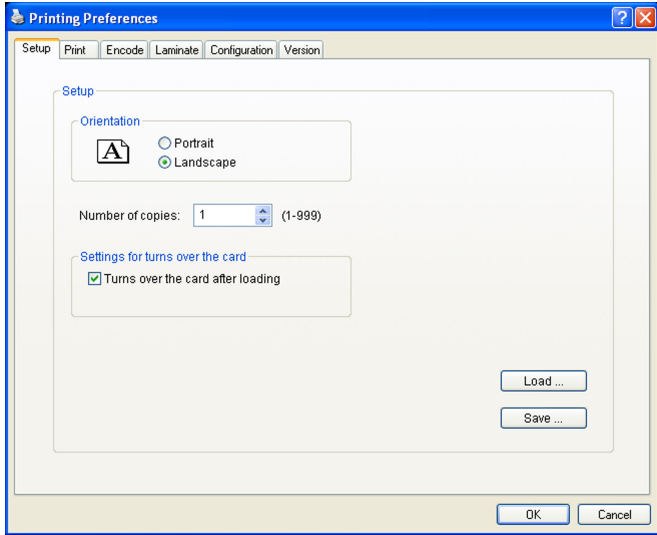 Printing Preferences
Setup Print Encode Laminate Configuration Version
Setup
Orientation
A
Portrait
Landscape
Number of copies: 1 (1-999)
Settings for turns over the card
Turns over the card after loading
Load ...
Save ...
OK Cancel